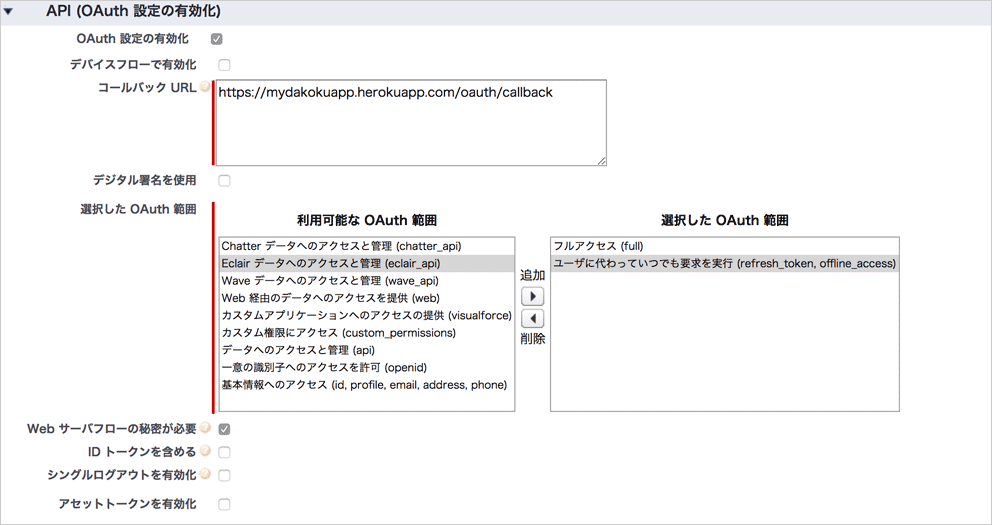 API (OAuth 設定の有効化)
OAuth 設定の有効化
デバイスフローで有効化
コールバック URL
https://mydakokuapp.herokuapp.com/oauth/callback
デジタル署名を使用
選択した OAuth 範囲
利用可能な OAuth 範囲
Chatter データへのアクセスと管理 (chatter_api)
Eclair データへのアクセスと管理 (eclair_api)
Wave データへのアクセスと管理 (wave_api)
Web 経由のデータへのアクセスを提供 (web)
カスタムアプリケーションへのアクセスの提供 (visualforce)
カスタム権限にアクセス (custom_permissions)
データへのアクセスと管理 (api)
一意の識別子へのアクセスを許可 (openid)
基本情報へのアクセス (id, profile, email, address, phone)
追加
削除
選択した OAuth 範囲
フルアクセス (full)
ユーザに代わっていつでも要求を実行 (refresh_token, offline_access)
Web サーバフローの秘密が必要
ID トークンを含める
シングルログアウトを有効化
アセットトークンを有効化